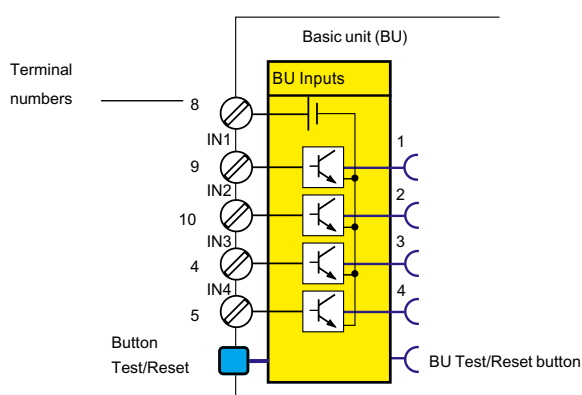 Basic unit (BU)
Terminal
numbers
BU Inputs
8
IN1
1
9
IN2
2
10
IN3
3
4
IN4
4
5
Button
Test/Reset
BU Test/Reset button